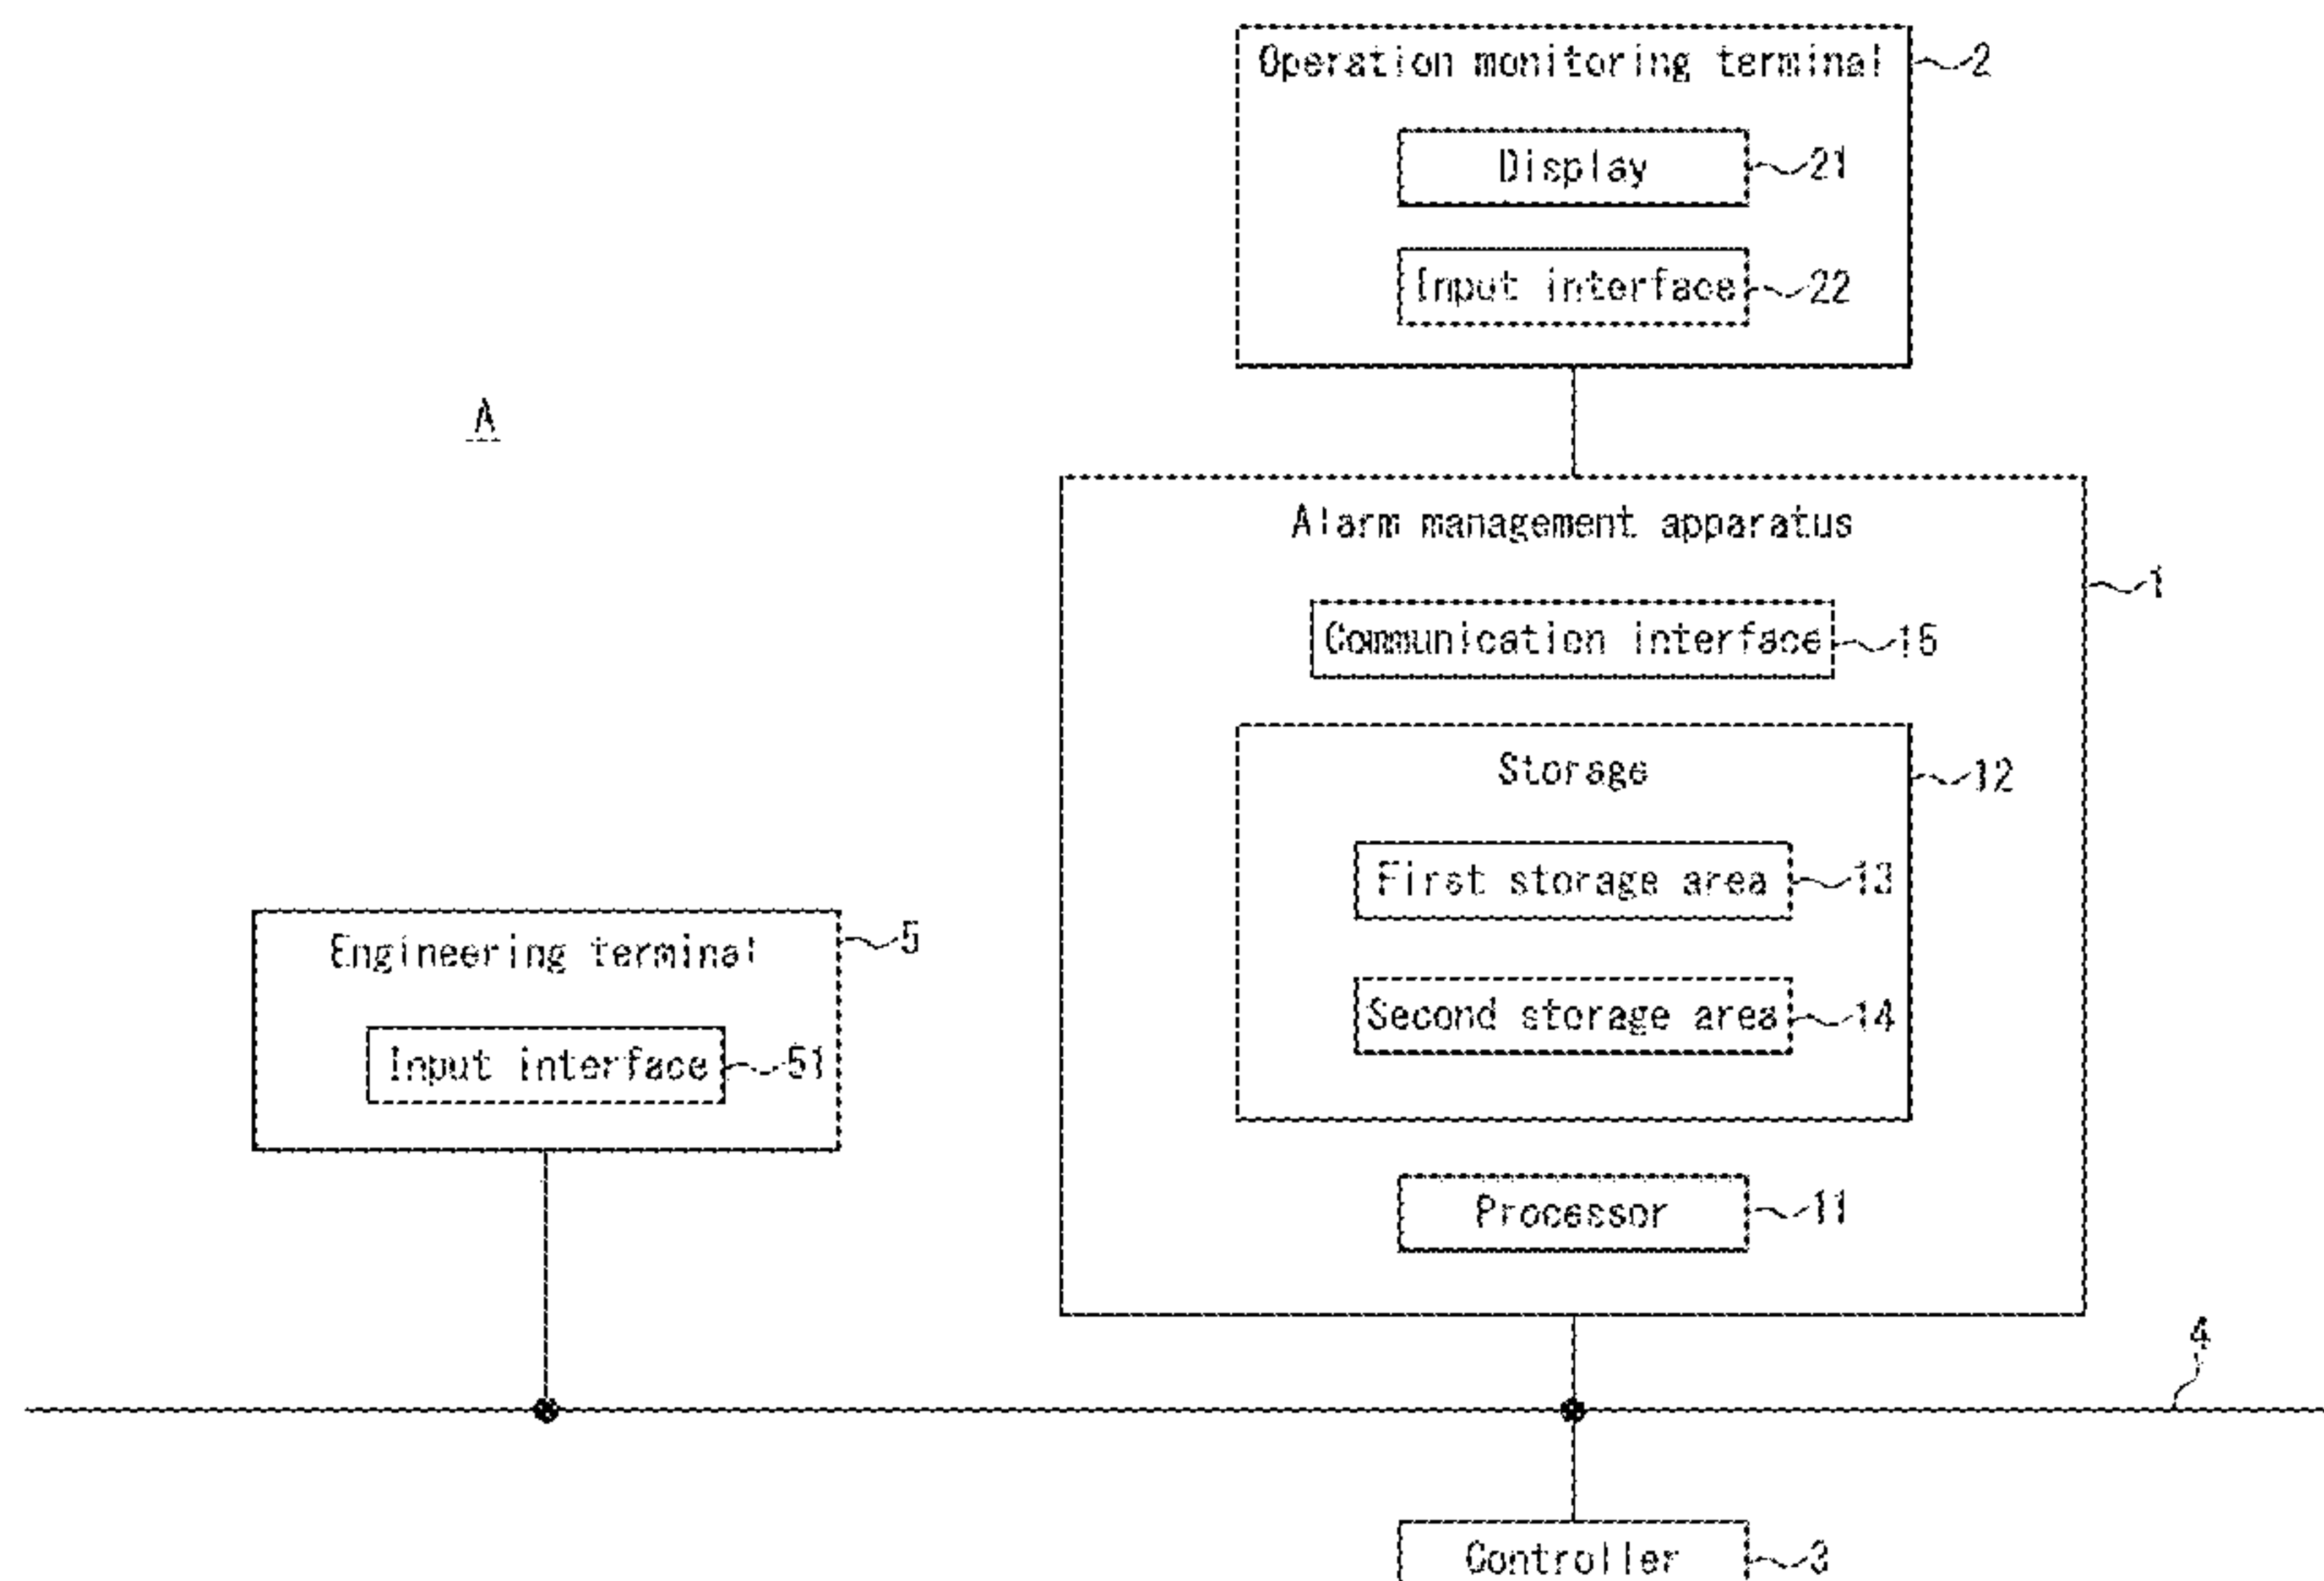 Operation monitoring terminal 2
Display 21
Input interface 22
A
Alarm management apparatus
1
Communication interface 15
Storage 12
First storage area 13
Second storage area 14
Engineering terminal 5
Input interface 51
Processor 11
4
Controller 3